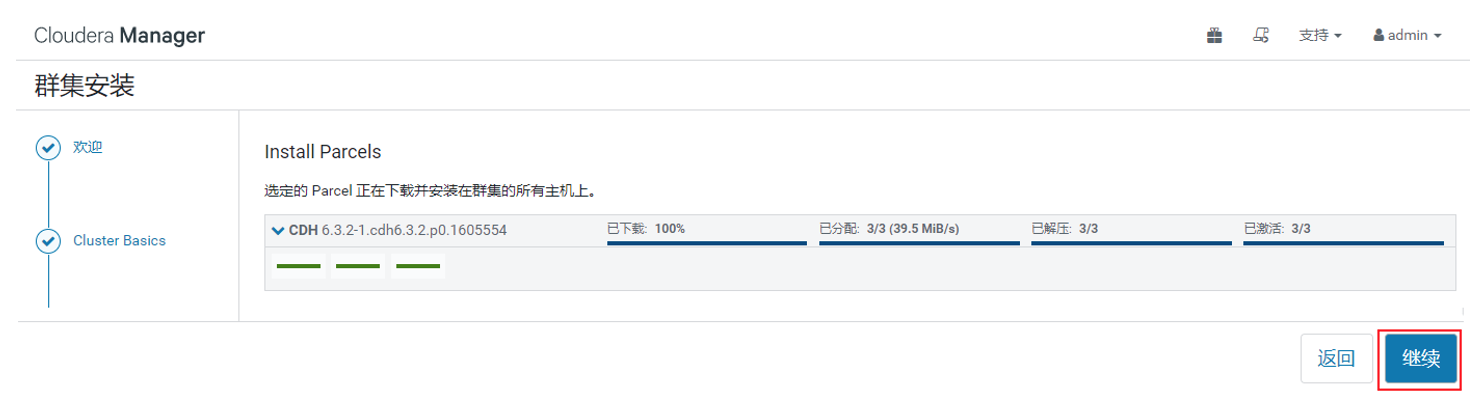 Cloudera Manager
支持
admin
群集安装
欢迎
Cluster Basics
Install Parcels
选定的 Parcel 正在下载并安装在群集的所有主机上。
CDH 6.3.2-1.cdh6.3.2.p0.1605554
已下载: 100%
已分配: 3/3 (39.5 MiB/s)
已解压: 3/3
已激活: 3/3
返回
继续